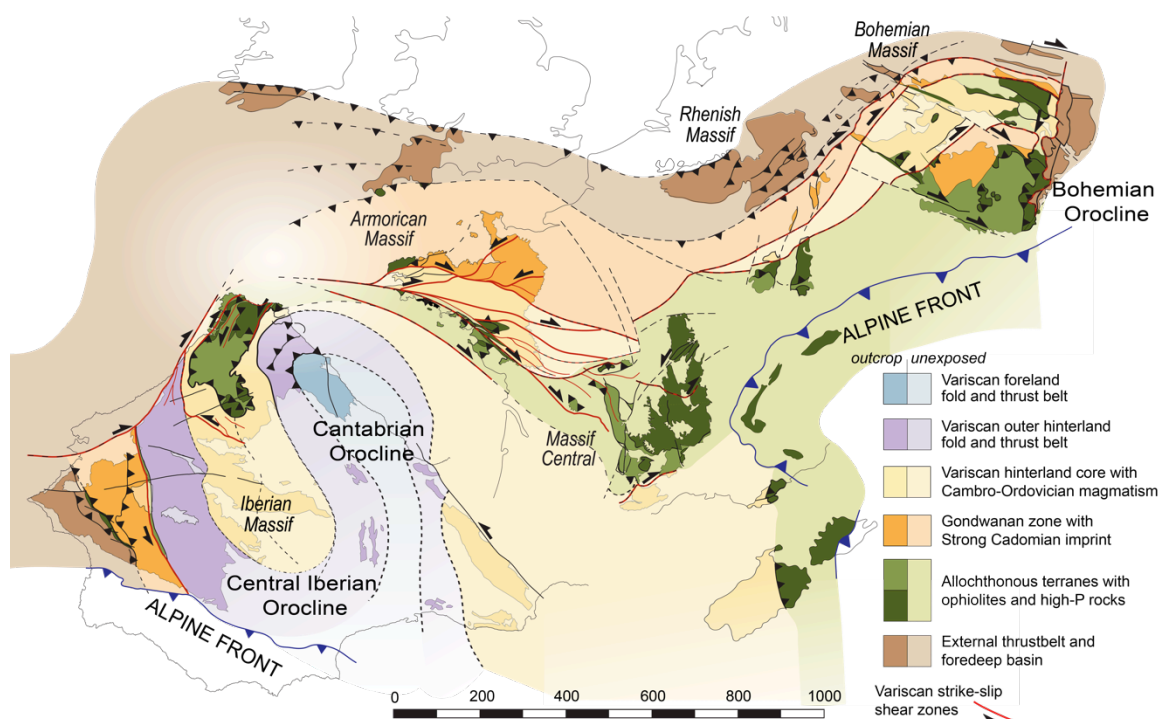 Bohemian
Massif
Rhenish
Massif
Bohemian
Orocline
Armorican
Massif
ALPINE FRONT
outcrop unexposed
Variscan foreland
fold and thrust belt
Cantabrian
Orocline
Variscan outer hinterland
fold and thrust belt
Massif
Central
Variscan hinterland core with
Cambro-Ordovician magmatism
Iberian
Massif
Gondwanan zone with
Strong Cadomian imprint
Central Iberian
Orocline
Allochthonous terranes with
ophiolites and high-P rocks
ALPINE FRONT
External thrustbelt and
foredeep basin
0 200 400 600 800 1000
Variscan strike-slip
shear zones